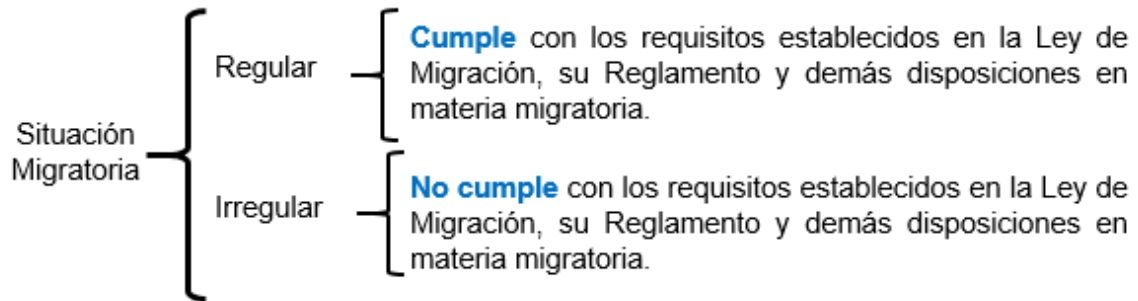 Situación
Migratoria
Regular
Cumple con los requisitos establecidos en la Ley de
Migración, su Reglamento y demás disposiciones en
materia migratoria.
Irregular
No cumple con los requisitos establecidos en la Ley de
Migración, su Reglamento y demás disposiciones en
materia migratoria.